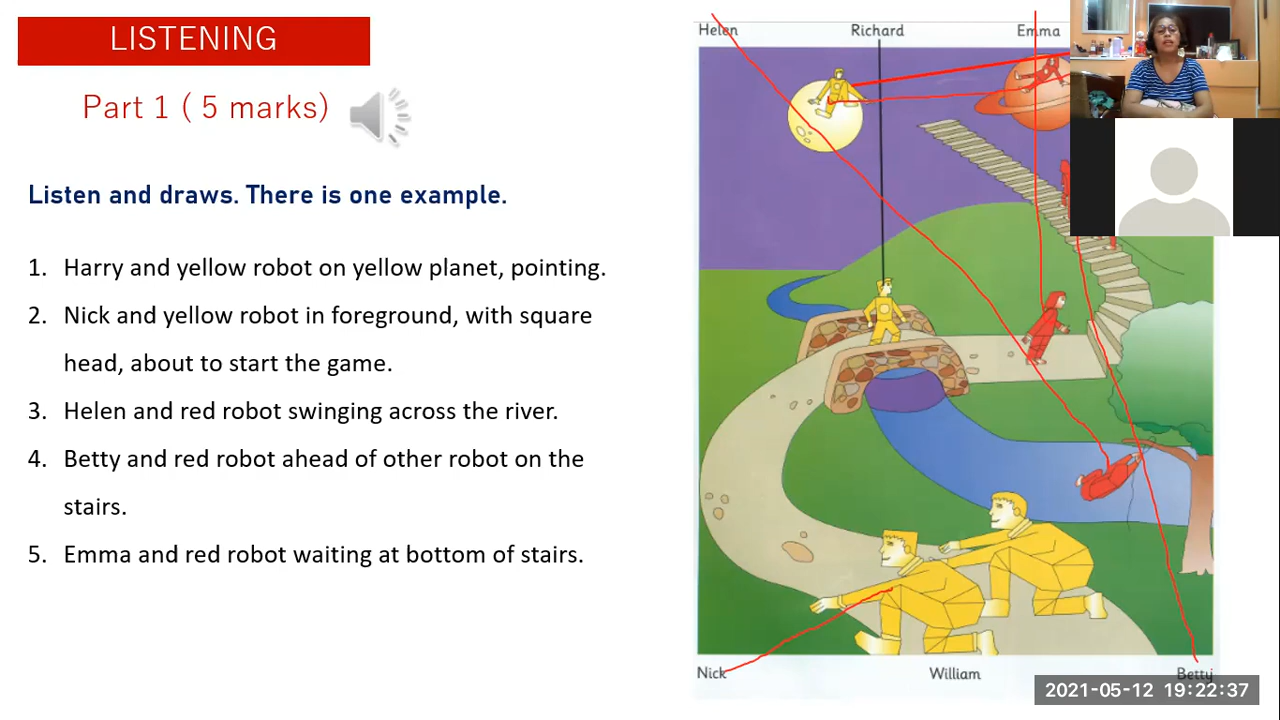 LISTENING
Part 1 ( 5 marks)
Listen and draws. There is one example.
1. Harry and yellow robot on yellow planet, pointing.
2. Nick and yellow robot in foreground, with square
head, about to start the game.
3. Helen and red robot swinging across the river.
4. Betty and red robot ahead of other robot on the
stairs.
5. Emma and red robot waiting at bottom of stairs.
Helen Richard Emma
Nick William Betty
2021-05-12 19:22:37